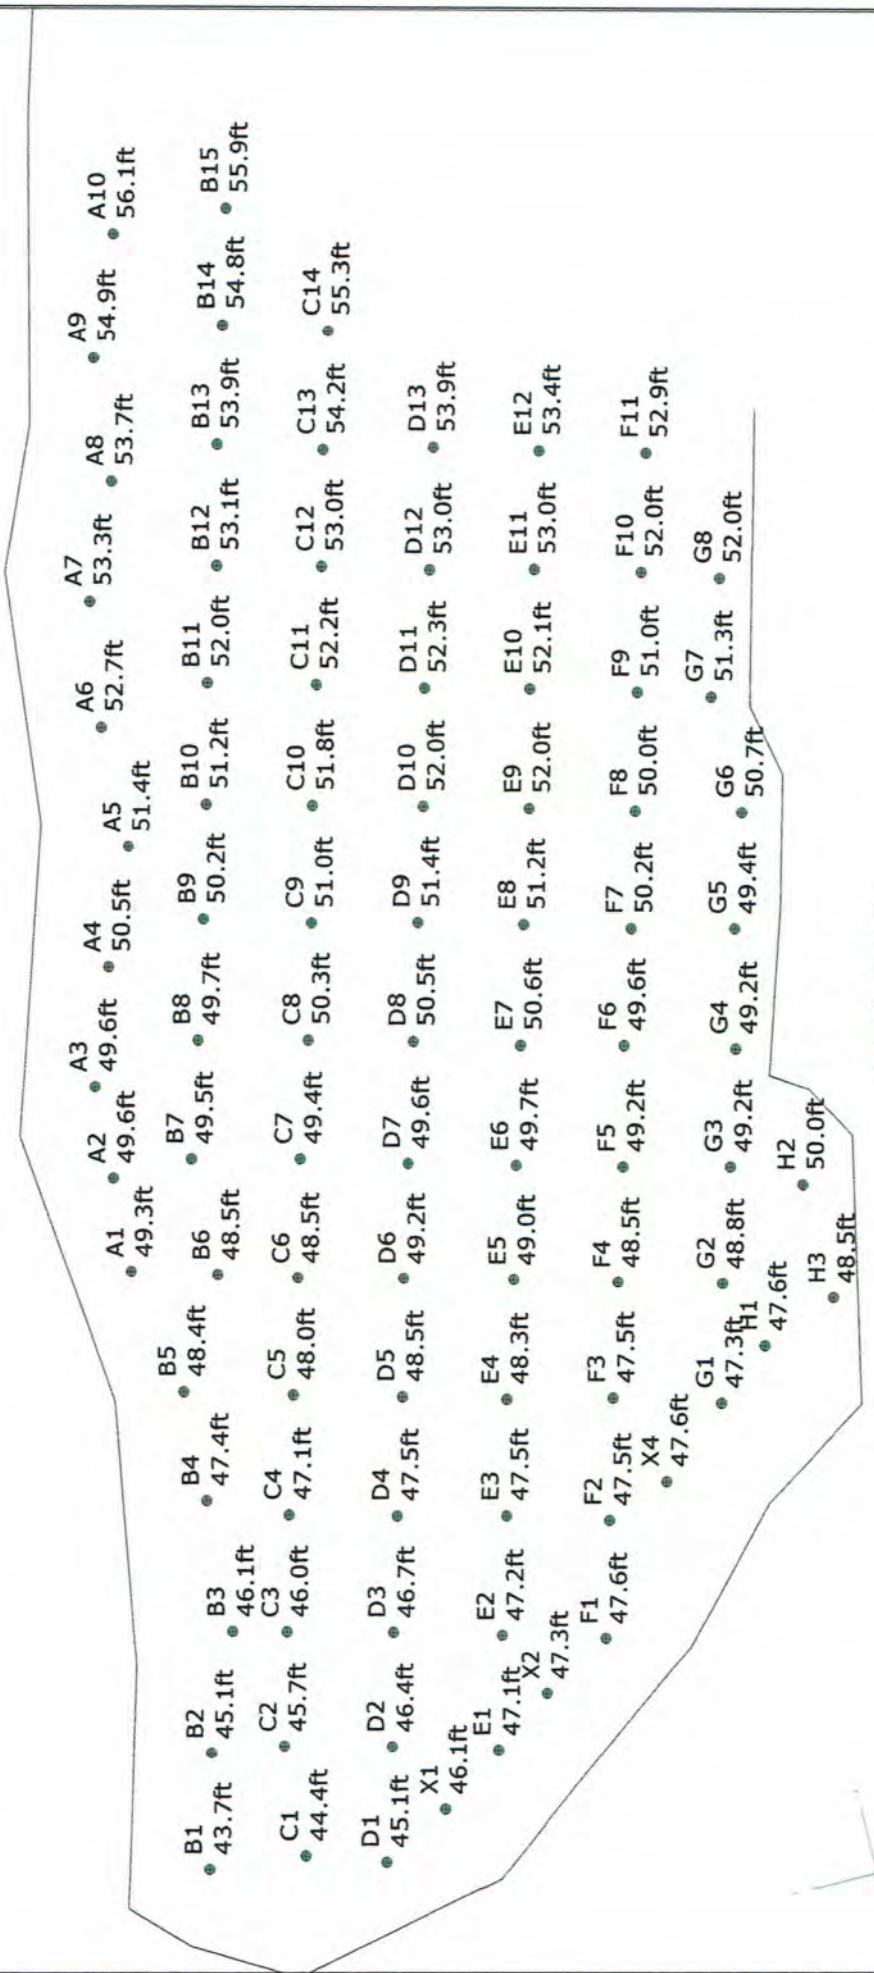 A1
49.3ft
A2
49.6ft
A3
49.6ft
A4
50.5ft
A5
51.4ft
A6
52.7ft
A7
53.3ft
A8
53.7ft
A9
54.9ft
A10
56.1ft
B1
43.7ft
B2
45.1ft
B3
46.1ft
B4
47.4ft
B5
48.4ft
B6
48.5ft
B7
49.5ft
B8
49.7ft
B9
50.2ft
B10
51.2ft
B11
52.0ft
B12
53.1ft
B13
53.9ft
B14
54.8ft
B15
55.9ft
C1
44.4ft
C2
45.7ft
C3
46.0ft
C4
47.1ft
C5
48.0ft
C6
48.5ft
C7
49.4ft
C8
50.3ft
C9
51.0ft
C10
51.8ft
C11
52.2ft
C12
53.0ft
C13
54.2ft
C14
55.3ft
D1
45.1ft
D2
46.4ft
D3
46.7ft
D4
47.5ft
D5
48.5ft
D6
49.2ft
D7
49.6ft
D8
50.5ft
D9
51.4ft
D10
52.0ft
D11
52.3ft
D12
53.0ft
D13
53.9ft
X1
46.1ft
E1
47.1ft
E2
47.2ft
E3
47.5ft
E4
48.3ft
E5
49.0ft
E6
49.7ft
E7
50.6ft
E8
51.2ft
E9
52.0ft
E10
52.1ft
E11
53.0ft
E12
53.4ft
X2
47.3ft
F1
47.6ft
F2
47.5ft
F3
47.5ft
F4
48.5ft
F5
49.2ft
F6
49.6ft
F7
50.2ft
F8
50.0ft
F9
51.0ft
F10
52.0ft
F11
52.9ft
X4
47.6ft
G1
47.3ft
G2
48.8ft
G3
49.2ft
G4
49.2ft
G5
49.4ft
G6
50.7ft
G7
51.3ft
G8
52.0ft
H1
47.6ft
H2
50.0ft
H3
48.5ft